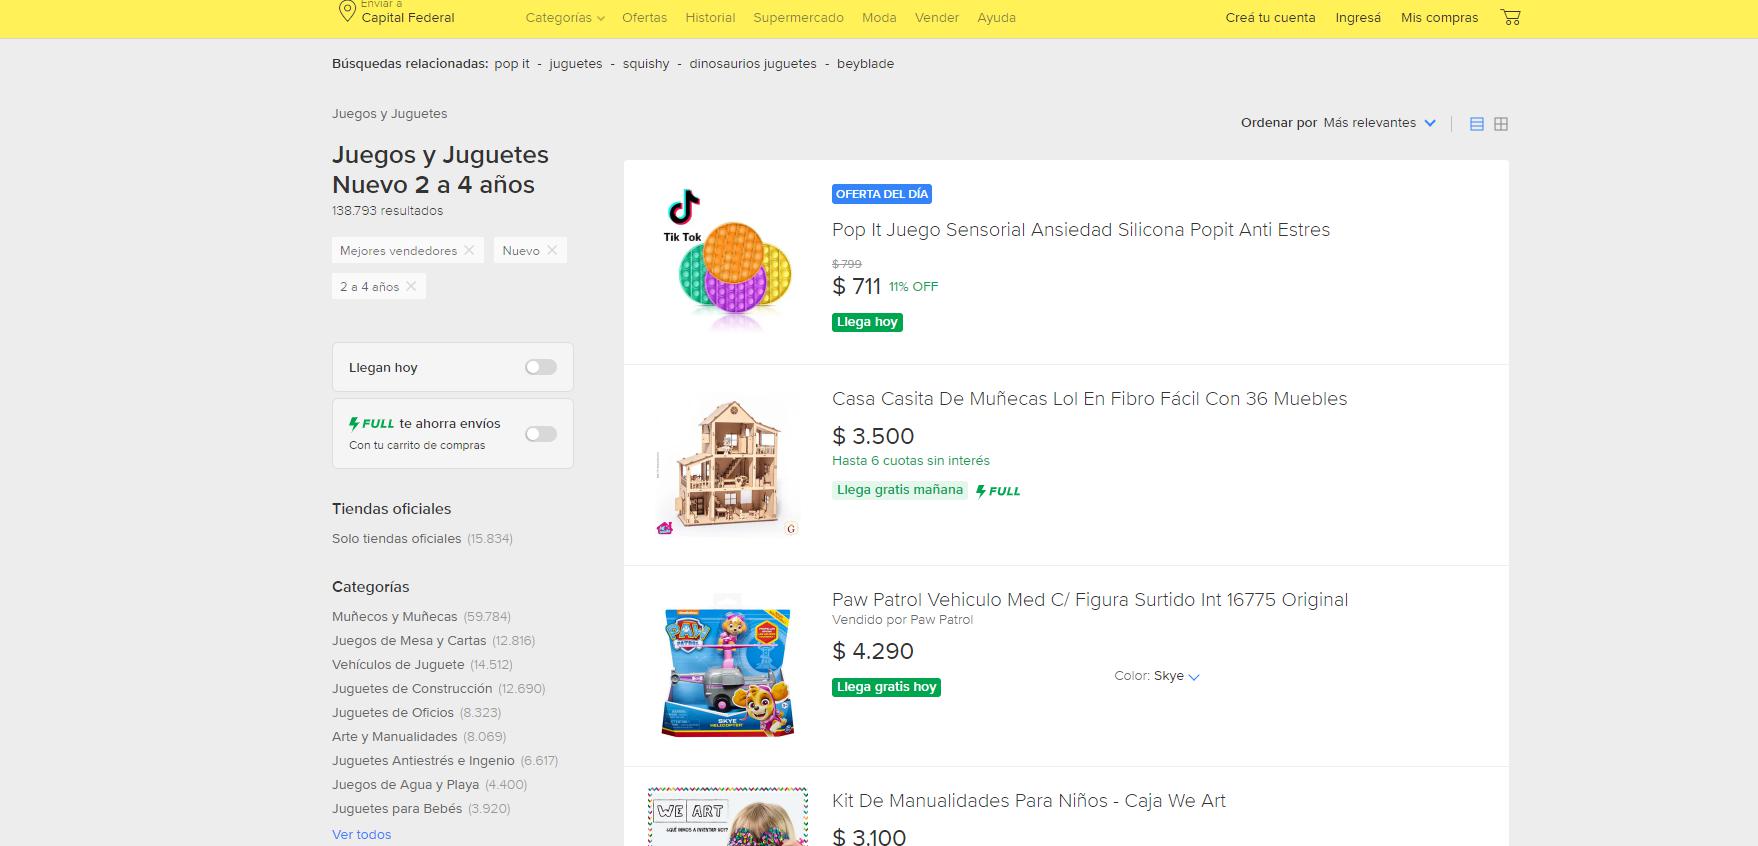 Enviar a
Capital Federal
Categorías Ofertas Historial Supermercado Moda Vender Ayuda
Creá tu cuenta Ingresá Mis compras
Búsquedas relacionadas: pop it - juguetes - squishy - dinosaurios juguetes - beyblade
Juegos y Juguetes
Juegos y Juguetes
Nuevo 2 a 4 años
138.793 resultados
Mejores vendedores
Nuevo
2 a 4 años
Llegan hoy
FULL te ahorra envíos
Con tu carrito de compras
Tiendas oficiales
Solo tiendas oficiales (15.834)
Categorías
Muñecos y Muñecas (59.784)
Juegos de Mesa y Cartas (12.816)
Vehículos de Juguete (14.512)
Juguetes de Construcción (12.690)
Juguetes de Oficios (8.323)
Arte y Manualidades (8.069)
Juguetes Antiestrés e Ingenio (6.617)
Juegos de Agua y Playa (4.400)
Juguetes para Bebés (3.920)
Ver todos
Ordenar por Más relevantes
Tik Tok
OFERTA DEL DÍA
Pop It Juego Sensorial Ansiedad Silicona Popit Anti Estres
$ 799
$ 711 11% OFF
Llega hoy
Casa Casita De Muñecas Lol En Fibro Fácil Con 36 Muebles
$ 3.500
Hasta 6 cuotas sin interés
Llega gratis mañana FULL
G
PAW
PATROL
SKYE
HELICOPTER
Paw Patrol Vehiculo Med C/ Figura Surtido Int 16775 Original
Vendido por Paw Patrol
$ 4.290
Color: Skye
Llega gratis hoy
WE ART
¿QUÉ VAMOS A INVENTAR HOY?
Kit De Manualidades Para Niños - Caja We Art
$ 3.100